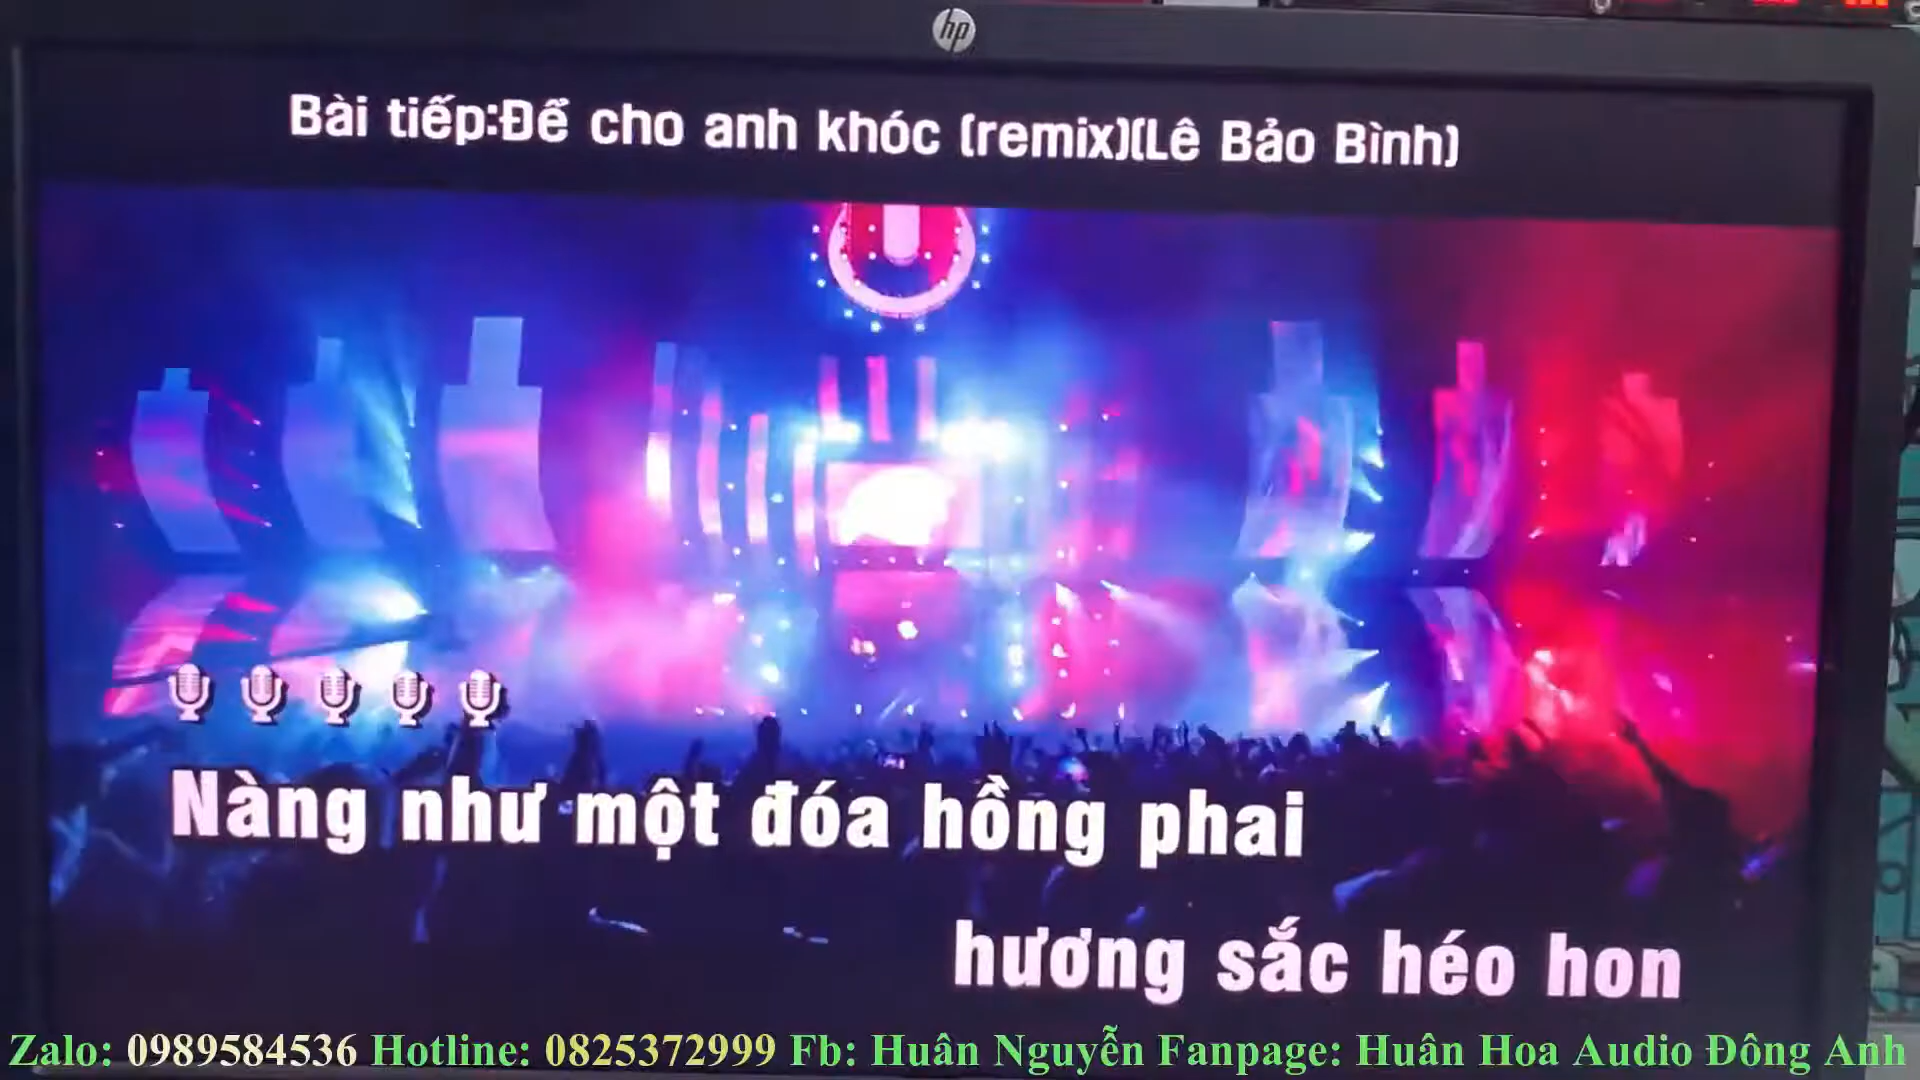 hp
Bài tiếp:Để cho anh khóc (remix)(Lê Bảo Bình)
Nàng như một đóa hồng phai
hương sắc héo hon
Zalo: 0989584536 Hotline: 0825372999 Fb: Huân Nguyễn Fanpage: Huân Hoa Audio Đông Anh